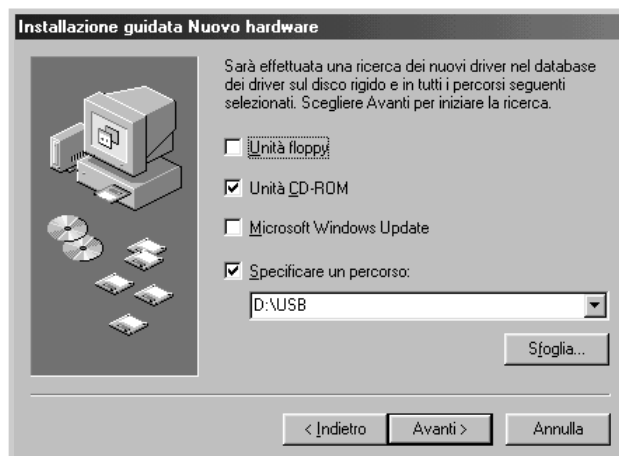 Installazione guidata Nuovo hardware
Sarà effettuata una ricerca dei nuovi driver nel database
dei driver sul disco rigido e in tutti i percorsi seguenti
selezionati. Scegliere Avanti per iniziare la ricerca.
Unità floppy
Unità CD-ROM
Microsoft Windows Update
Specificare un percorso:
D:\USB
Sfoglia...
< Indietro
Avanti >
Annulla